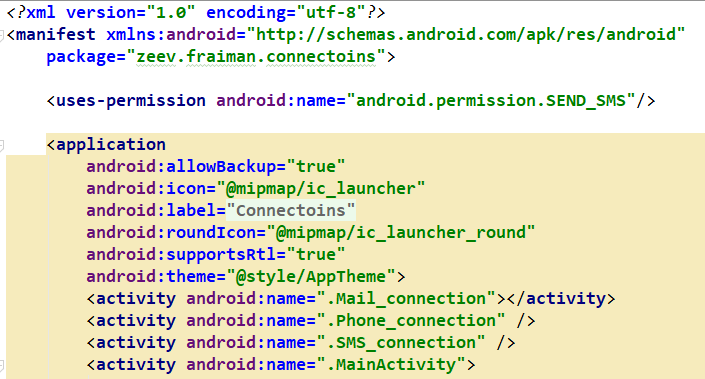 <?xml version="1.0" encoding="utf-8"?>
<manifest xmlns:android="http://schemas.android.com/apk/res/android"
package="zeev.fraiman.connectoins">
<uses-permission android:name="android.permission.SEND_SMS"/>
<application
android:allowBackup="true"
android:icon="@mipmap/ic_launcher"
android:label="Connectoins"
android:roundIcon="@mipmap/ic_launcher_round"
android:supportsRtl="true"
android:theme="@style/AppTheme">
<activity android:name=".Mail_connection"></activity>
<activity android:name=".Phone_connection" />
<activity android:name=".SMS_connection" />
<activity android:name=".MainActivity">